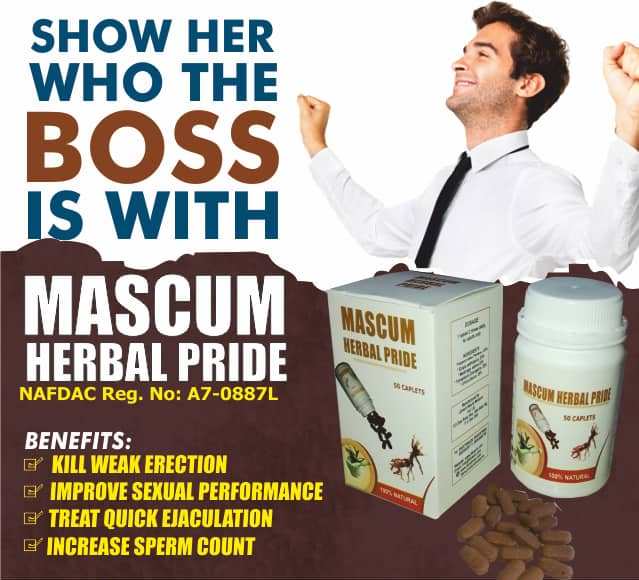 SHOW HER
WHO THE
BOSS
IS WITH
MASCUM
HERBAL PRIDE
NAFDAC Reg. No: A7-0887L
BENEFITS:
KILL WEAK ERECTION
IMPROVE SEXUAL PERFORMANCE
TREAT QUICK EJACULATION
INCREASE SPERM COUNT
MASCUM
HERBAL PRIDE
50 CAPLETS
100% NATURAL
DOSAGE
MASCUM HERBAL PRIDE
50 CAPLETS
100% NATURAL